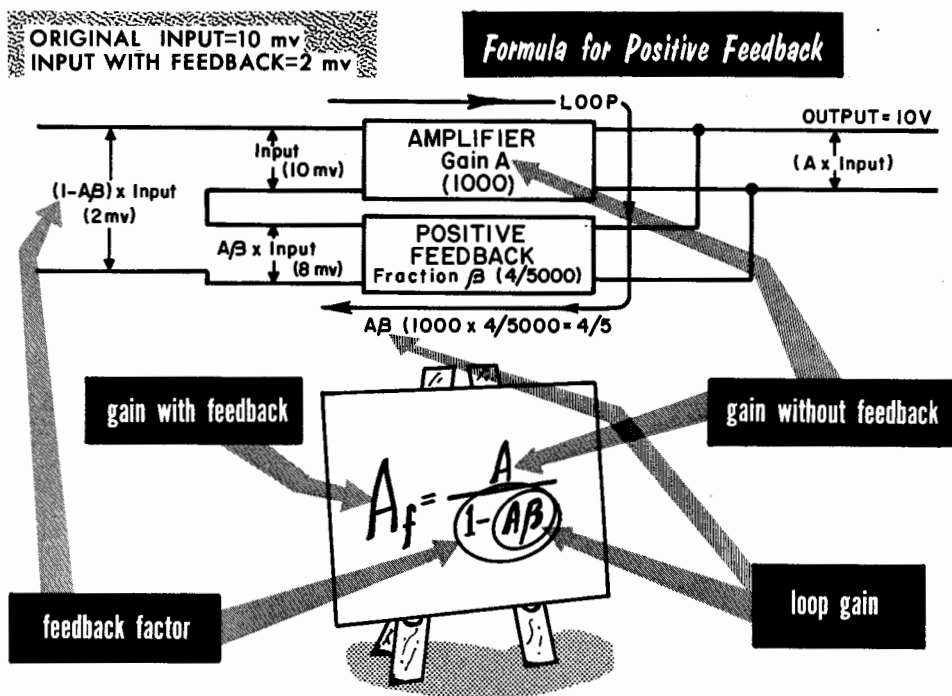 ORIGINAL INPUT=10 mv
INPUT WITH FEEDBACK=2 mv
Formula for Positive Feedback
LOOP
OUTPUT = 10V
AMPLIFIER
Gain A
(1000)
Input
(10 mv)
(A x Input)
(1-Aβ) x Input
(2mv)
Aβ x Input
(8 mv)
POSITIVE
FEEDBACK
Fraction β (4/5000)
Aβ (1000 x 4/5000 = 4/5
gain with feedback
gain without feedback
Af = A / 1-Aβ
feedback factor
loop gain